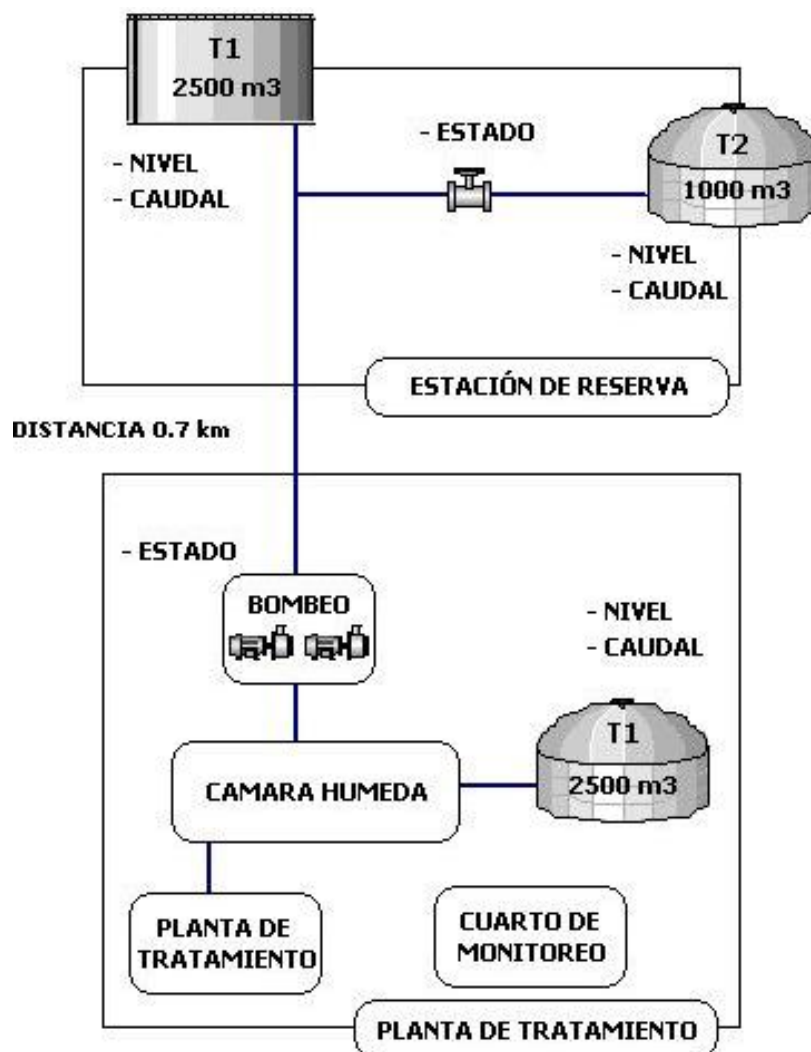 T1
2500 m3
- ESTADO
T2
1000 m3
- NIVEL
- CAUDAL
- NIVEL
- CAUDAL
ESTACIÓN DE RESERVA
DISTANCIA 0.7 km
- ESTADO
BOMBEO
- NIVEL
- CAUDAL
T1
2500 m3
CAMARA HUMEDA
PLANTA DE
TRATAMIENTO
CUARTO DE
MONITOREO
PLANTA DE TRATAMIENTO